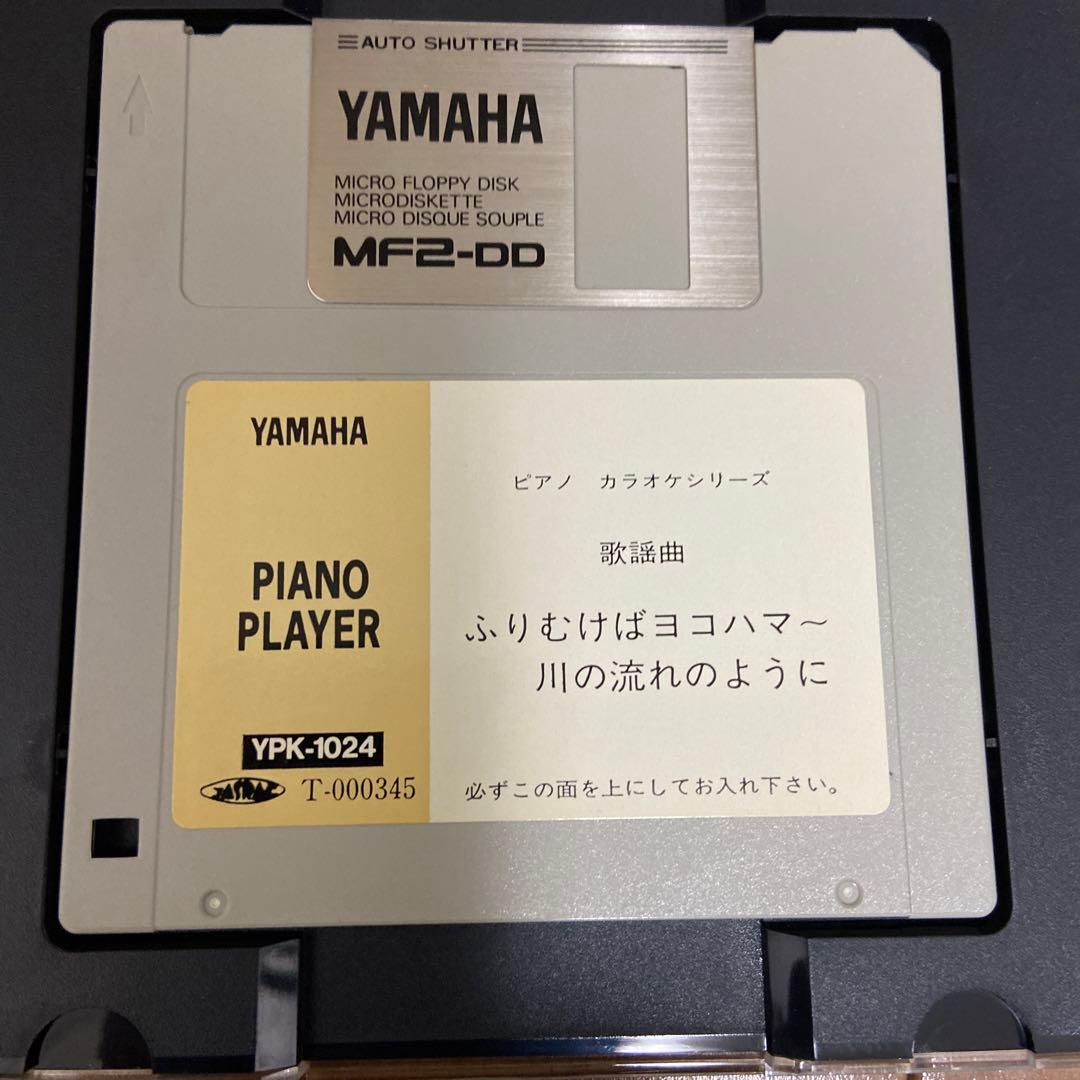 AUTO SHUTTER
YAMAHA
MICRO FLOPPY DISK
MICRODISKETTE
MICRO DISQUE SOUPLE
MF2-DD
YAMAHA
PIANO
PLAYER
YPK-1024
JASRAC T-000345
ピアノ カラオケシリーズ
歌謡曲
ふりむけばヨコハマ～
川の流れのように
必ずこの面を上にしてお入れ下さい。